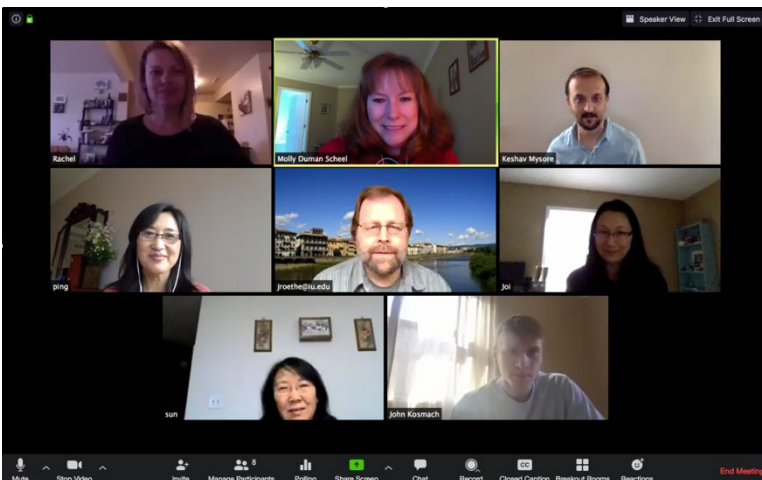 Speaker View
Exit Full Screen
Rachel
Molly Duman Scheel
Keshav Mysore
ping
jroethe@iu.edu
Joi
sun
John Kosmach
8
Mute
Stop Video
Invite
Manage Participants
Polling
Share Screen
Chat
Record
CC
Closed Caption
Breakout Rooms
Reactions
End Meeting